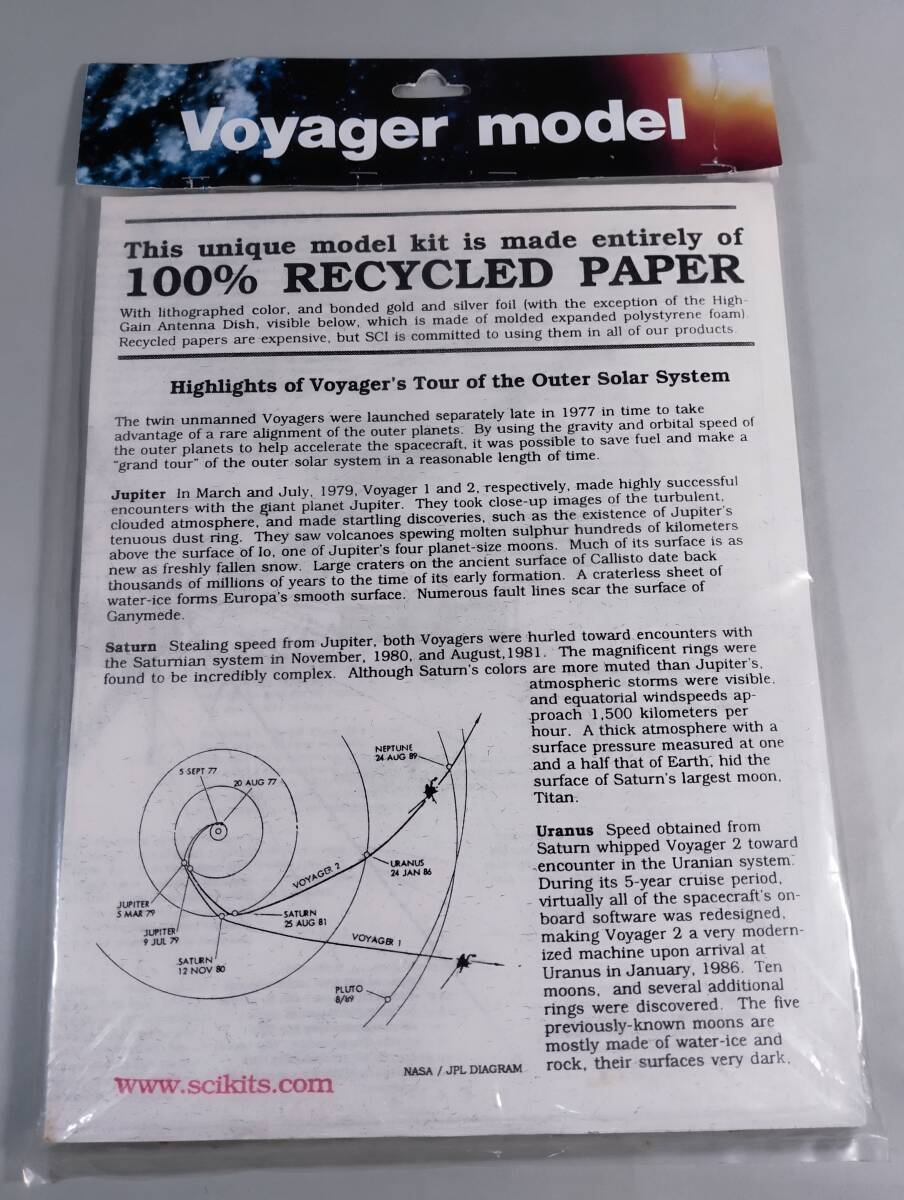 Voyager model
This unique model kit is made entirely of
100% RECYCLED PAPER
With lithographed color, and bonded gold and silver foil (with the exception of the High-
Gain Antenna Dish, visible below, which is made of molded expanded polystyrene foam).
Recycled papers are expensive, but SCI is committed to using them in all of our products.
Highlights of Voyager's Tour of the Outer Solar System
The twin unmanned Voyagers were launched separately late in 1977 in time to take
advantage of a rare alignment of the outer planets. By using the gravity and orbital speed of
the outer planets to help accelerate the spacecraft, it was possible to save fuel and make a
"grand tour" of the outer solar system in a reasonable length of time.
Jupiter In March and July, 1979, Voyager 1 and 2, respectively, made highly successful
encounters with the giant planet Jupiter. They took close-up images of the turbulent,
clouded atmosphere, and made startling discoveries, such as the existence of Jupiter's
tenuous dust ring. They saw volcanoes spewing molten sulphur hundreds of kilometers
above the surface of Io, one of Jupiter's four planet-size moons. Much of its surface is as
new as freshly fallen snow. Large craters on the ancient surface of Callisto date back
thousands of millions of years to the time of its early formation. A craterless sheet of
water-ice forms Europa's smooth surface. Numerous fault lines scar the surface of
Ganymede.
Saturn Stealing speed from Jupiter, both Voyagers were hurled toward encounters with
the Saturnian system in November, 1980, and August,1981. The magnificent rings were
found to be incredibly complex. Although Saturn's colors are more muted than Jupiter's,
atmospheric storms were visible,
and equatorial windspeeds ap-
proach 1,500 kilometers per
hour. A thick atmosphere with a
surface pressure measured at one
and a half that of Earth, hid the
surface of Saturn's largest moon,
Titan.
Uranus Speed obtained from
Saturn whipped Voyager 2 toward
encounter in the Uranian system.
During its 5-year cruise period,
virtually all of the spacecraft's on-
board software was redesigned,
making Voyager 2 a very modern-
ized machine upon arrival at
Uranus in January, 1986. Ten
moons, and several additional
rings were discovered. The five
previously-known moons are
mostly made of water-ice and
rock, their surfaces very dark,
5 SEPT 77
20 AUG 77
NEPTUNE
24 AUG 89
URANUS
24 JAN 86
VOYAGER 2
JUPITER
5 MAR 79
JUPITER
9 JUL 79
SATURN
25 AUG 81
SATURN
12 NOV 80
VOYAGER 1
PLUTO
8/89
NASA / JPL DIAGRAM
www.scikits.com